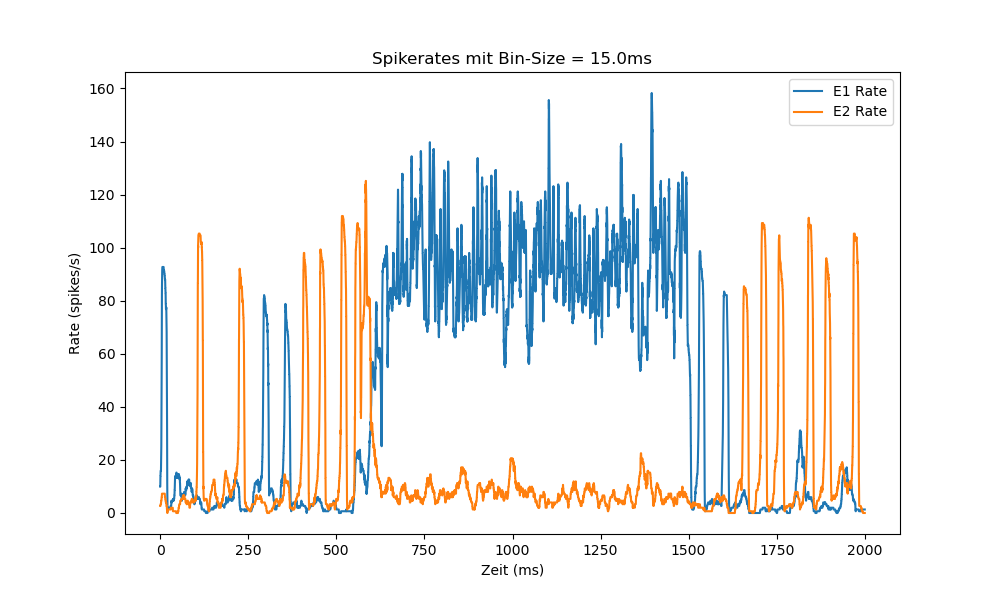 Spikerates mit Bin-Size = 15.0ms
E1 Rate
E2 Rate
Rate (spikes/s)
160
140
120
100
80
60
40
20
0
0 250 500 750 1000 1250 1500 1750 2000
Zeit (ms)